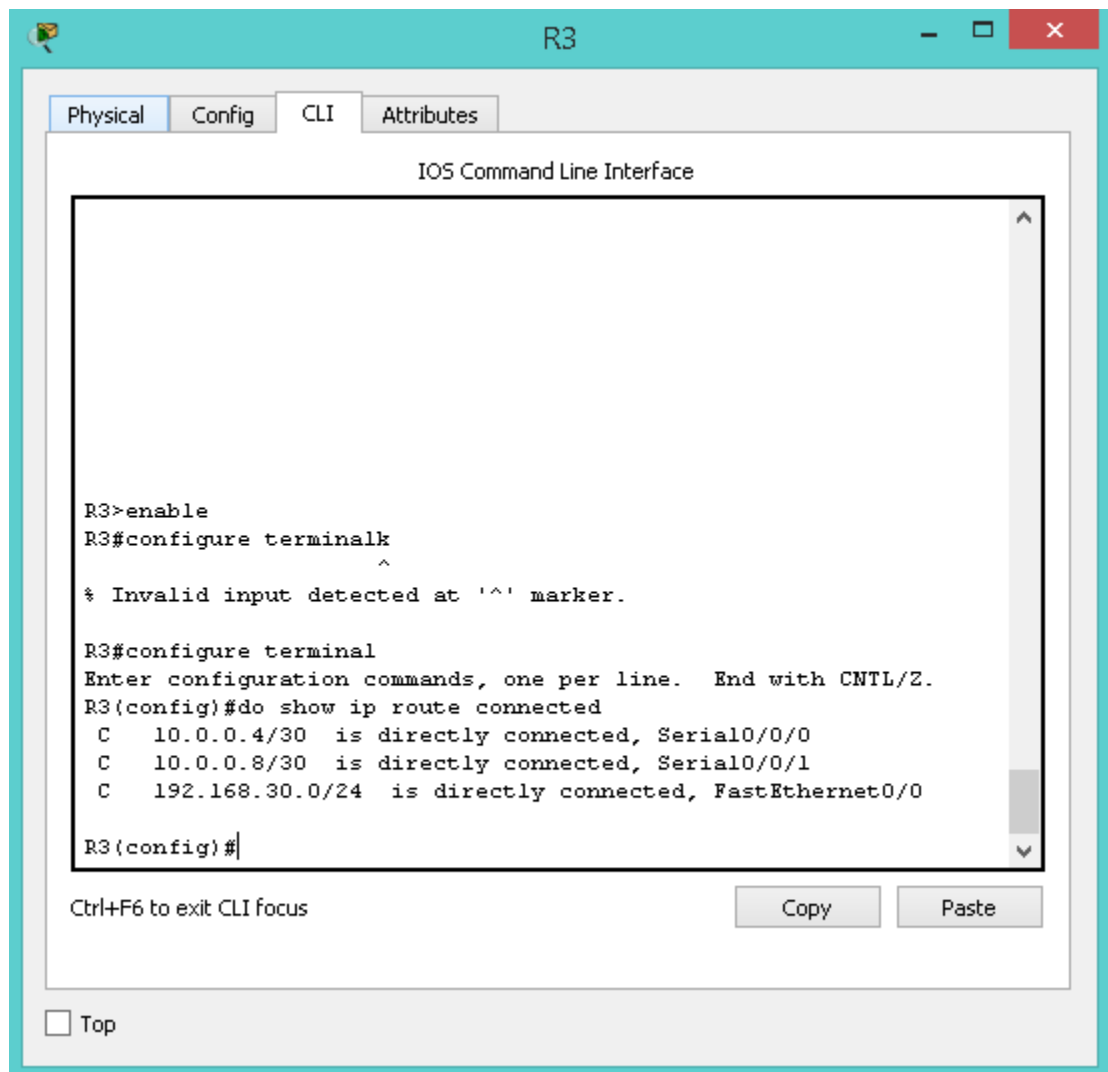 R3
Physical Config CLI Attributes
IOS Command Line Interface
R3>enable
R3#configure terminalk
^
% Invalid input detected at '^' marker.
R3#configure terminal
Enter configuration commands, one per line.  End with CNTL/Z.
R3(config)#do show ip route connected
C   10.0.0.4/30  is directly connected, Serial0/0/0
C   10.0.0.8/30  is directly connected, Serial0/0/1
C   192.168.30.0/24  is directly connected, FastEthernet0/0
R3(config)#
Ctrl+F6 to exit CLI focus
Copy Paste
Top